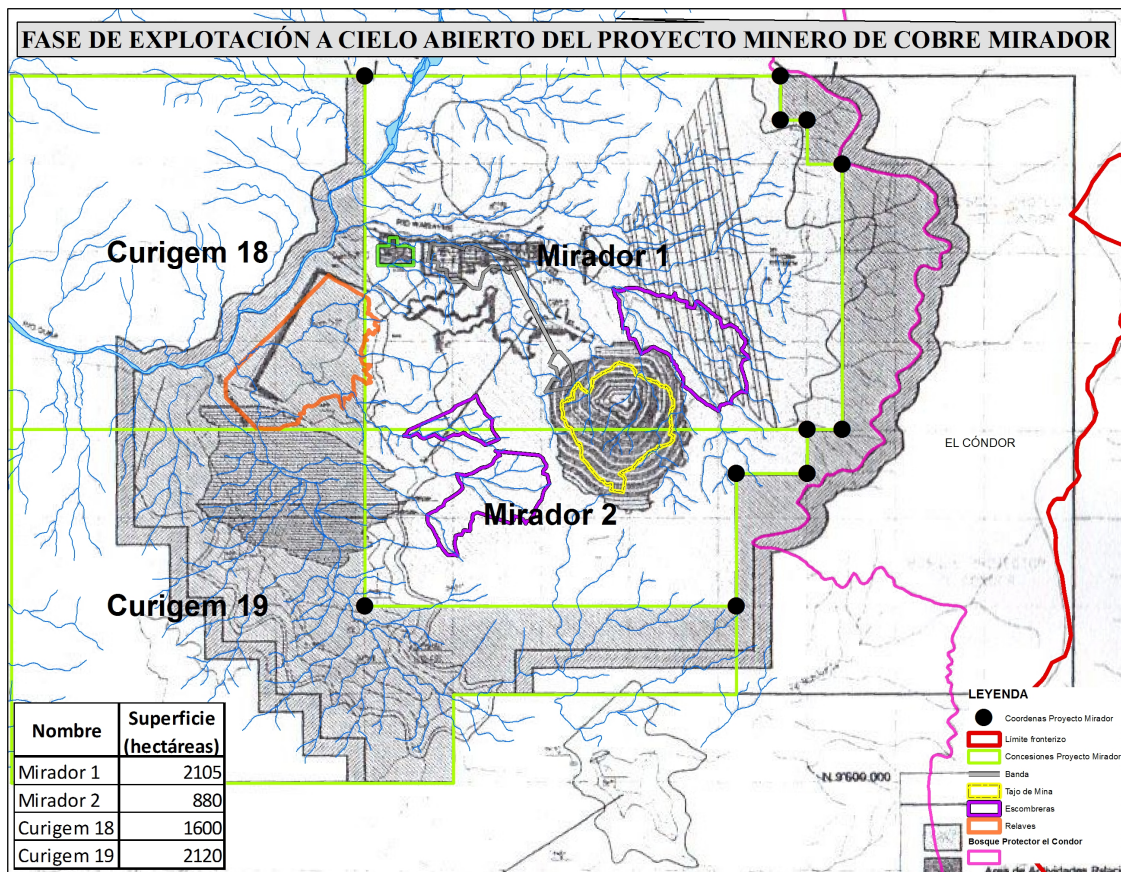 FASE DE EXPLOTACIÓN A CIELO ABIERTO DEL PROYECTO MINERO DE COBRE MIRADOR
Curigem 18
Mirador 1
EL CÓNDOR
Mirador 2
Curigem 19
Nombre Superficie (hectáreas)
Mirador 1 2105
Mirador 2 880
Curigem 18 1600
Curigem 19 2120
N 9'600.000
LEYENDA
Coordenas Proyecto Mirador
Límite fronterizo
Concesiones Proyecto Mirador
Banda
Tajo de Mina
Escombreras
Relaves
Bosque Protector el Condor
Area de Actividades